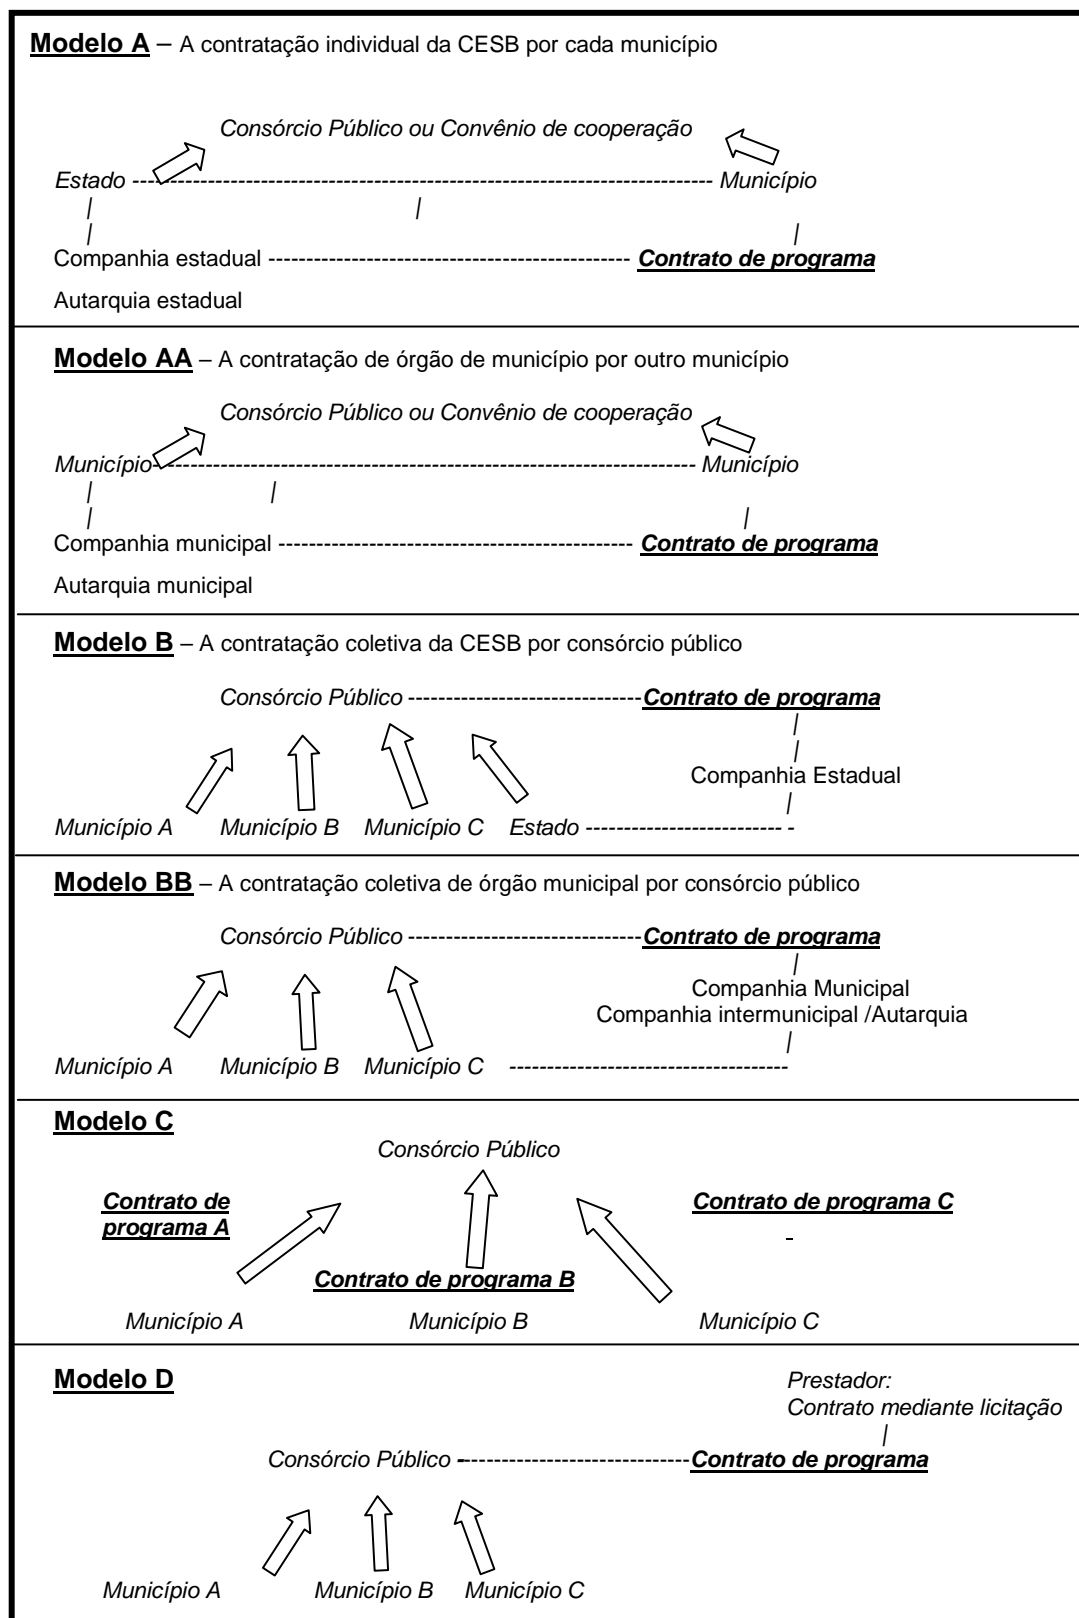 Modelo A – A contratação individual da CESB por cada município
Consórcio Público ou Convênio de cooperação
Estado ---------------------------------------------------------------------------- Município
/ /
/ /
Companhia estadual ----------------------------------------------- Contrato de programa
Autarquia estadual
Modelo AA – A contratação de órgão de município por outro município
Consórcio Público ou Convênio de cooperação
Município------------------------------------------------------------------------ Município
/ /
/ /
Companhia municipal ----------------------------------------------- Contrato de programa
Autarquia municipal
Modelo B – A contratação coletiva da CESB por consórcio público
Consórcio Público -------------------------------Contrato de programa
/
/
Companhia Estadual
/
Município A Município B Município C Estado -------------------------- -
Modelo BB – A contratação coletiva de órgão municipal por consórcio público
Consórcio Público -------------------------------Contrato de programa
/
Companhia Municipal
Companhia intermunicipal /Autarquia
/
Município A Município B Município C -------------------------------------
Modelo C
Consórcio Público
Contrato de programa A
Contrato de programa C
Contrato de programa B
Município A Município B Município C
Modelo D
Prestador:
Contrato mediante licitação
/
Consórcio Público -------------------------------Contrato de programa
Município A Município B Município C